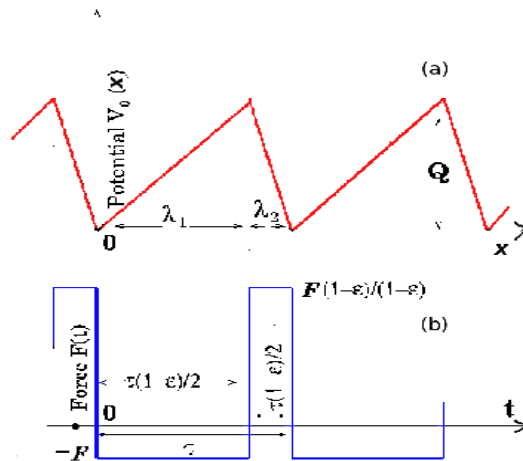 (a)
Potential V₀ (x)
Q
λ₁
λ₂
0
x
F(1−ε)/(1−ε)
(b)
Force F(t)
τ(1−ε)/2
τ(1 ε)/2
0
t
τ
−F